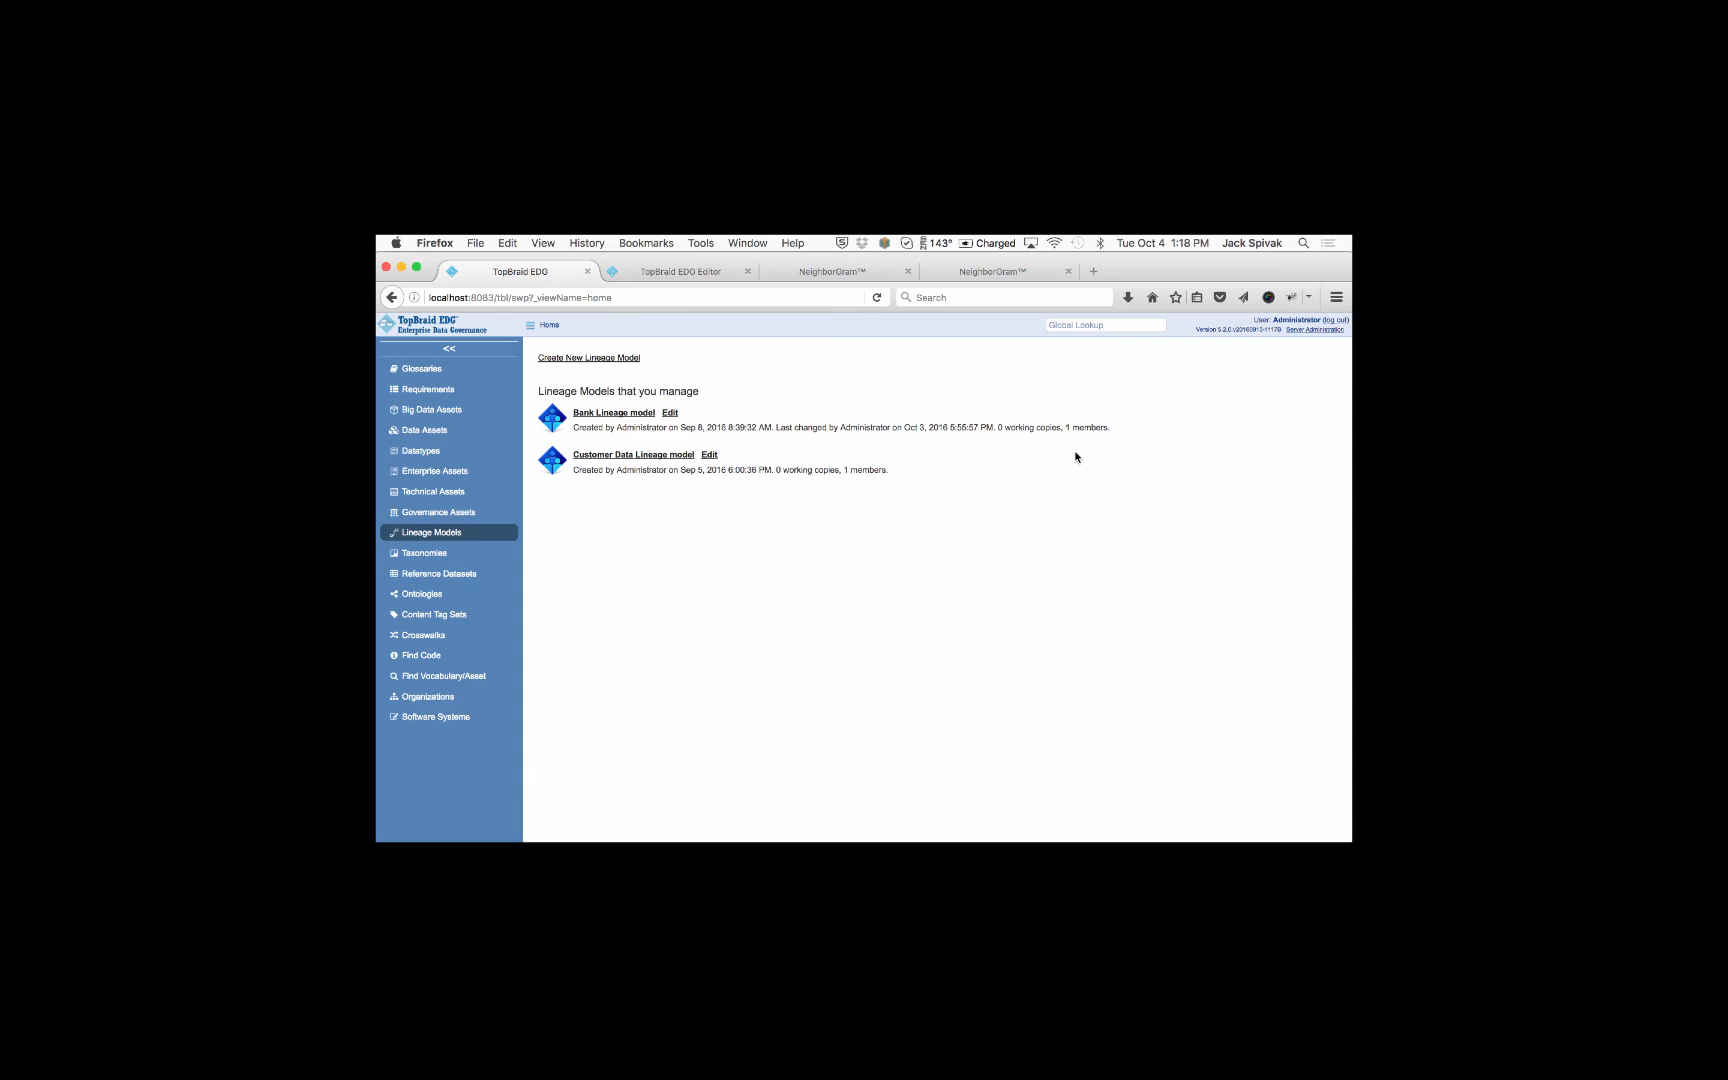 Firefox File Edit View History Bookmarks Tools Window Help 143° Charged Tue Oct 4 1:18 PM Jack Spivak
TopBraid EDG TopBraid EDG Editor NeighborGram™ NeighborGram™
localhost:8083/tbl/swp?_viewName=home Search
TopBraid EDG™
Enterprise Data Governance
Home Global Lookup
User: Administrator (log out)
Version 5.2.0.v20160913-1117B Server Administration
<<
Glossaries
Requirements
Big Data Assets
Data Assets
Datatypes
Enterprise Assets
Technical Assets
Governance Assets
Lineage Models
Taxonomies
Reference Datasets
Ontologies
Content Tag Sets
Crosswalks
Find Code
Find Vocabulary/Asset
Organizations
Software Systems
Create New Lineage Model
Lineage Models that you manage
Bank Lineage model Edit
Created by Administrator on Sep 8, 2016 8:39:32 AM. Last changed by Administrator on Oct 3, 2016 5:55:57 PM. 0 working copies, 1 members.
Customer Data Lineage model Edit
Created by Administrator on Sep 5, 2016 6:00:36 PM. 0 working copies, 1 members.